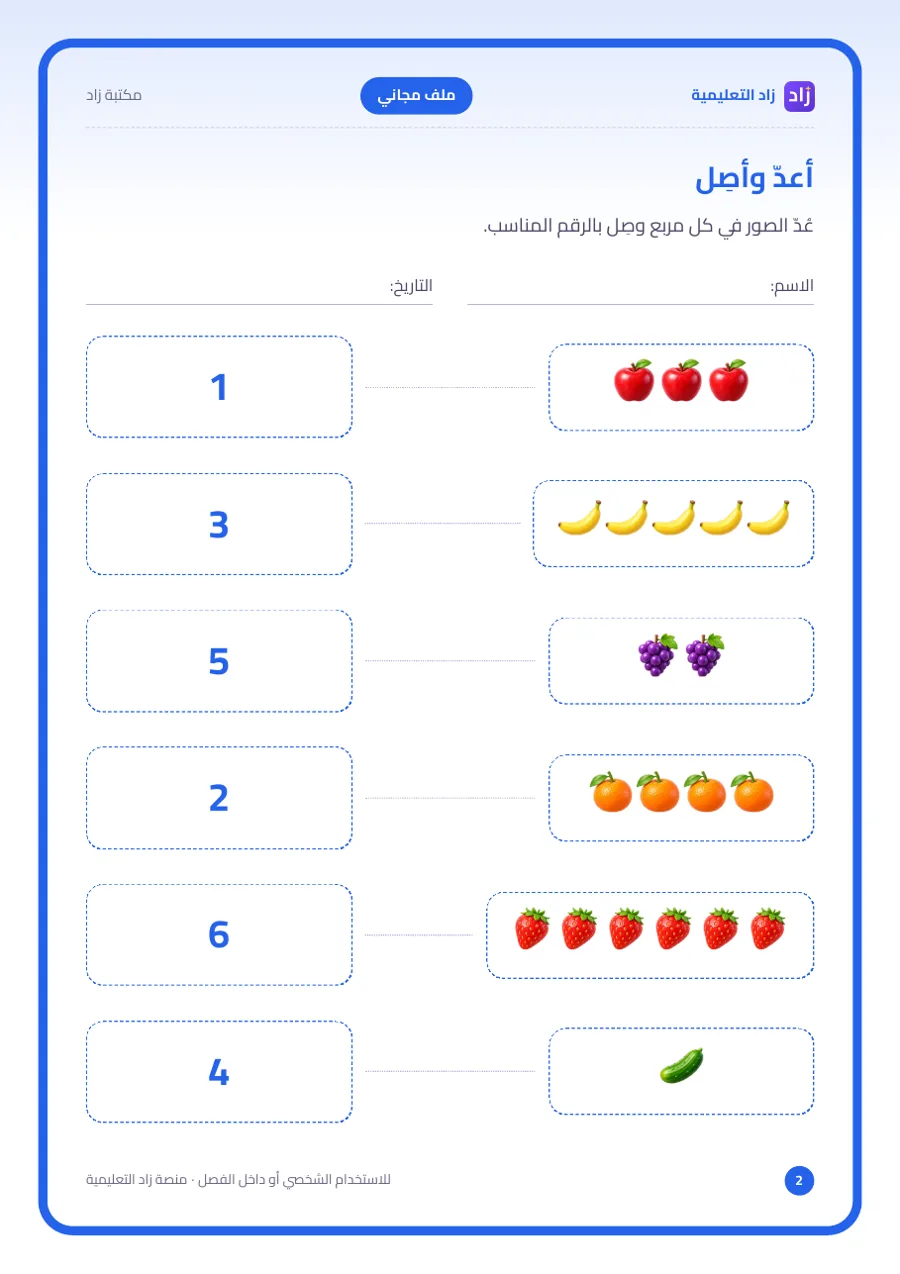 زاد
زاد التعليمية
ملف مجاني
مكتبة زاد
أعدّ وأصِل
عُدّ الصور في كل مربع وصِل بالرقم المناسب.
الاسم:
التاريخ:
1
3
5
2
6
4
2
للاستخدام الشخصي أو داخل الفصل · منصة زاد التعليمية